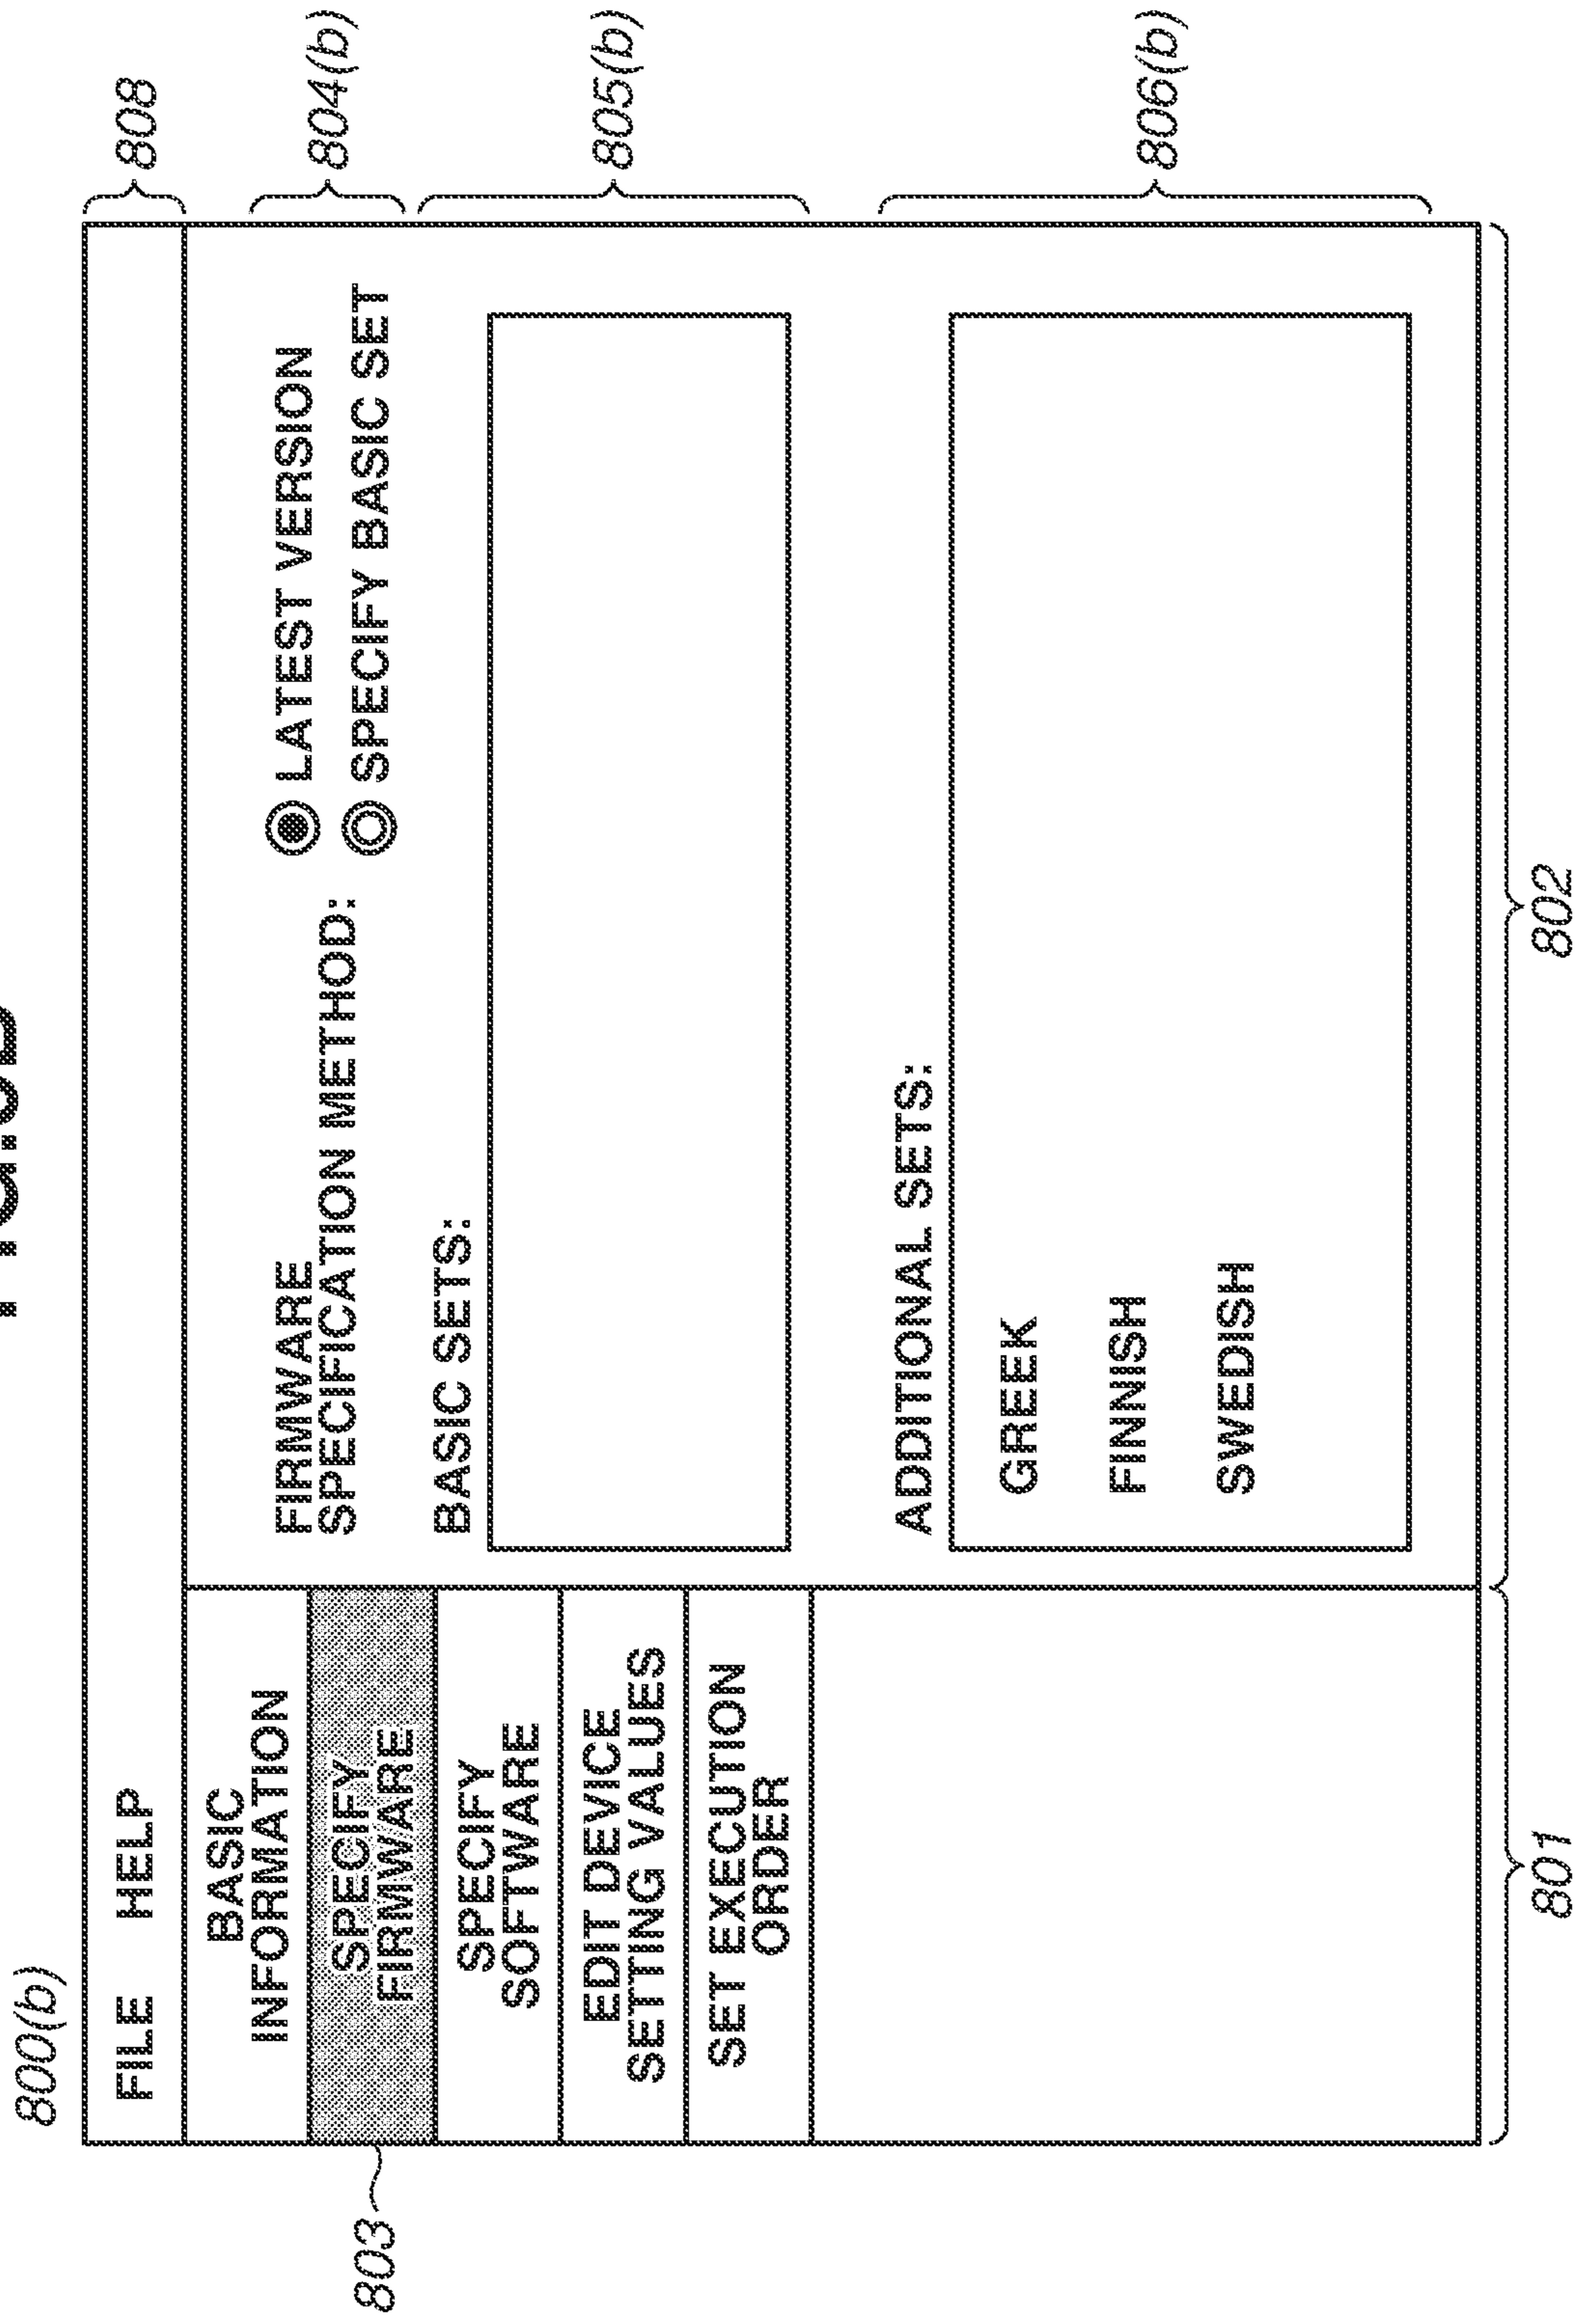 800(b)
FILE HELP
808
BASIC
INFORMATION
803
SPECIFY
FIRMWARE
SPECIFY
SOFTWARE
EDIT DEVICE
SETTING VALUES
SET EXECUTION
ORDER
FIRMWARE
SPECIFICATION METHOD:
LATEST VERSION
SPECIFY BASIC SET
804(b)
BASIC SETS:
805(b)
ADDITIONAL SETS:
GREEK
FINNISH
SWEDISH
806(b)
801
802